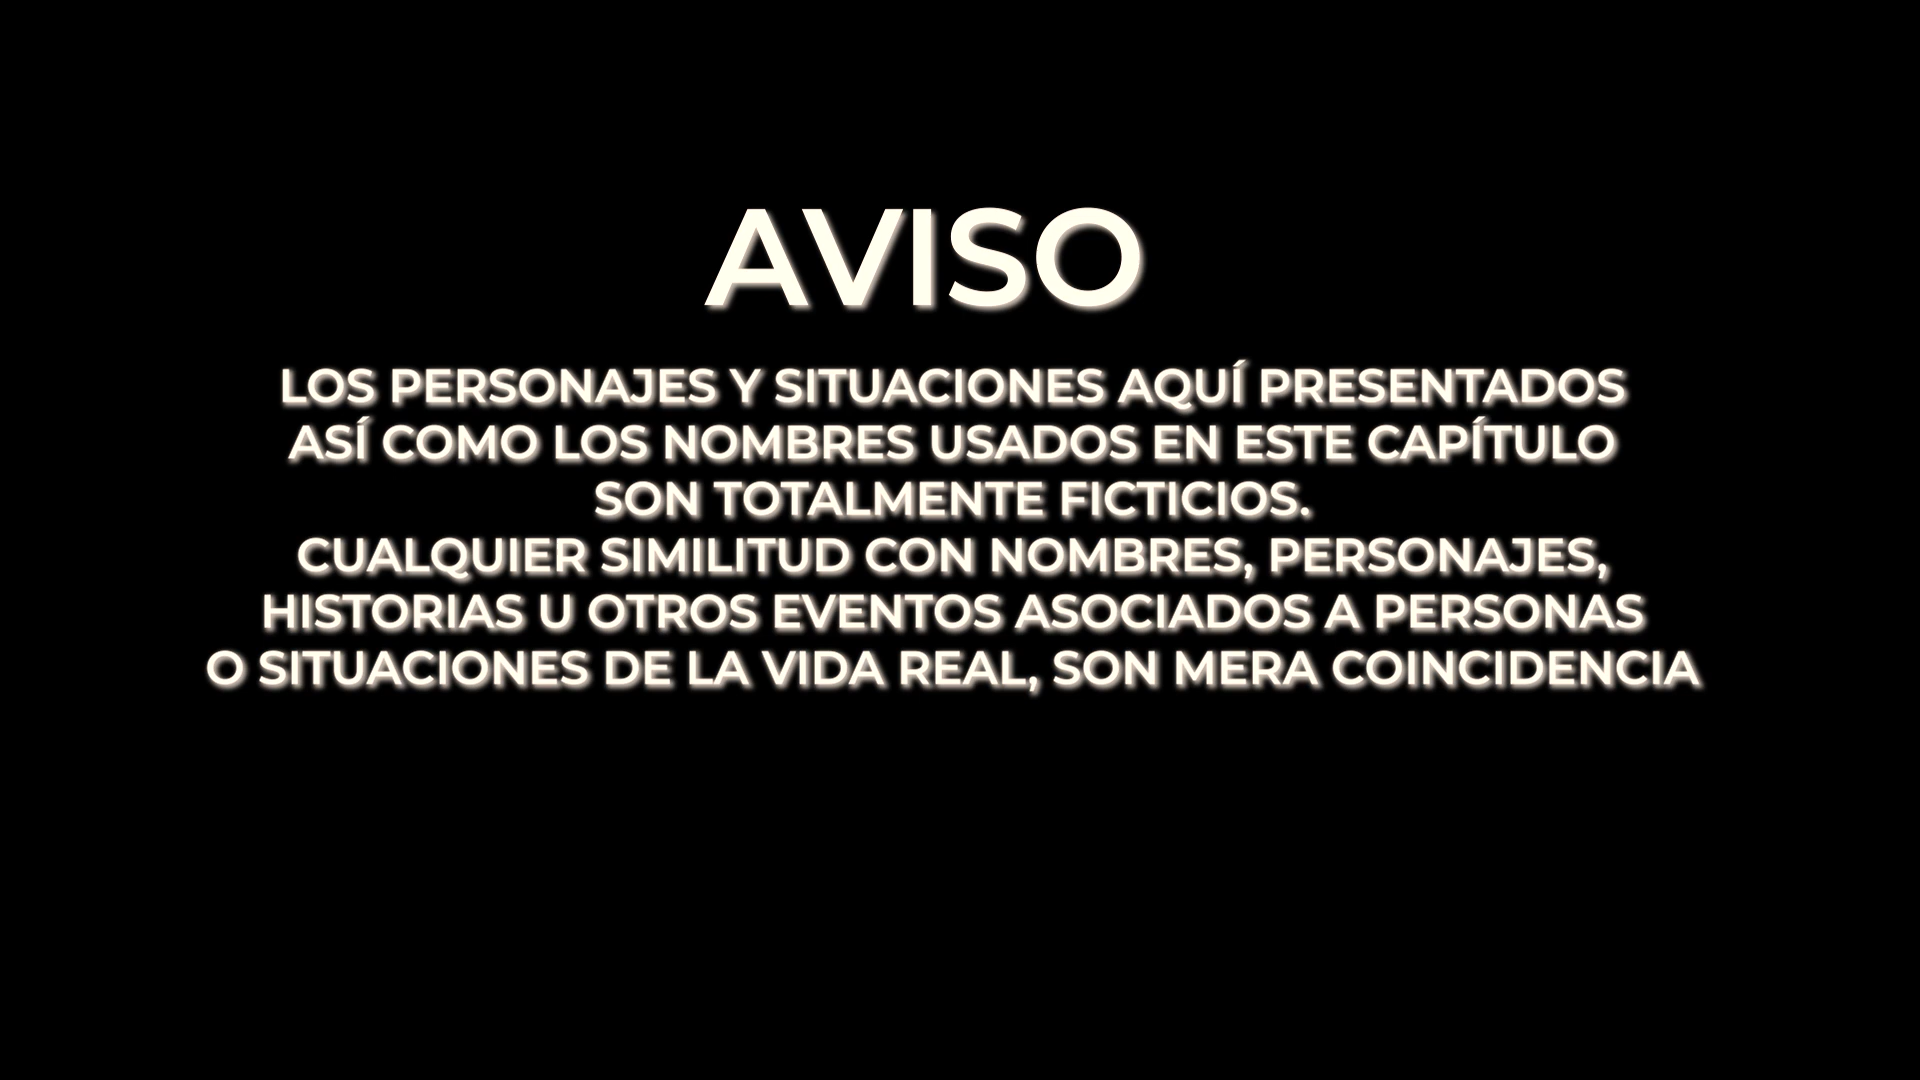 AVISO
LOS PERSONAJES Y SITUACIONES AQUÍ PRESENTADOS
ASÍ COMO LOS NOMBRES USADOS EN ESTE CAPÍTULO
SON TOTALMENTE FICTICIOS.
CUALQUIER SIMILITUD CON NOMBRES, PERSONAJES,
HISTORIAS U OTROS EVENTOS ASOCIADOS A PERSONAS
O SITUACIONES DE LA VIDA REAL, SON MERA COINCIDENCIA